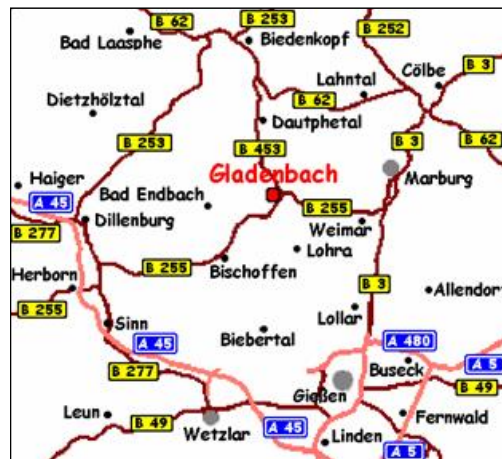 B 62
B 253
Bad Laasphe
Biedenkopf
B 252
B 3
Cölbe
Lahntal
B 62
Dietzhölztal
Dautphetal
B 253
B 453
B 3
B 62
Gladenbach
Haiger
Marburg
A 45
Bad Endbach
B 255
Dillenburg
Weimar
B 277
Lohra
B 255
Bischoffen
Herborn
B 3
Allendorf
B 255
Lollar
Sinn
Biebertal
A 45
A 480
Buseck
A 5
B 277
Gießen
B 49
Leun
Fernwald
B 49
Wetzlar
A 45
Linden
A 5